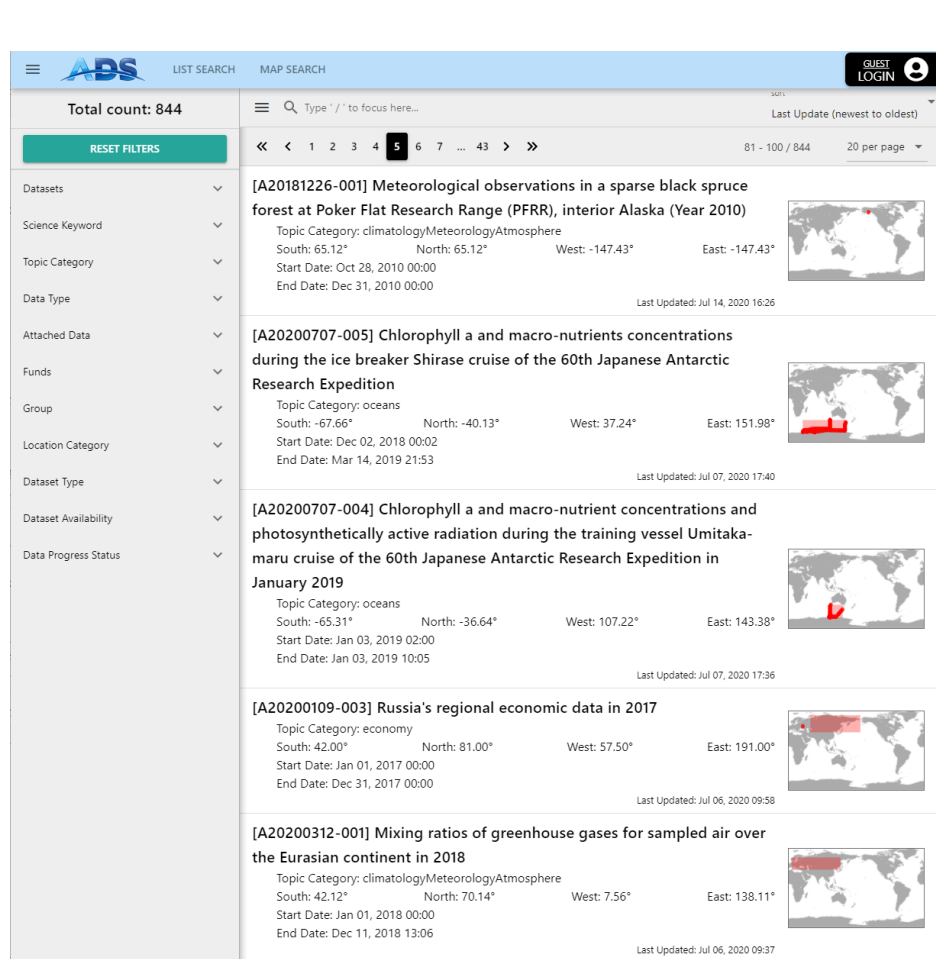 ADS
LIST SEARCH
MAP SEARCH
GUEST
LOGIN
Total count: 844
RESET FILTERS
Datasets
Science Keyword
Topic Category
Data Type
Attached Data
Funds
Group
Location Category
Dataset Type
Dataset Availability
Data Progress Status
Type ' / ' to focus here...
sort
Last Update (newest to oldest)
1 2 3 4 5 6 7 ... 43
81 - 100 / 844
20 per page
[A20181226-001] Meteorological observations in a sparse black spruce
forest at Poker Flat Research Range (PFRR), interior Alaska (Year 2010)
Topic Category: climatologyMeteorologyAtmosphere
South: 65.12° North: 65.12° West: -147.43° East: -147.43°
Start Date: Oct 28, 2010 00:00
End Date: Dec 31, 2010 00:00
Last Updated: Jul 14, 2020 16:26
[A20200707-005] Chlorophyll a and macro-nutrients concentrations
during the ice breaker Shirase cruise of the 60th Japanese Antarctic
Research Expedition
Topic Category: oceans
South: -67.66° North: -40.13° West: 37.24° East: 151.98°
Start Date: Dec 02, 2018 00:02
End Date: Mar 14, 2019 21:53
Last Updated: Jul 07, 2020 17:40
[A20200707-004] Chlorophyll a and macro-nutrient concentrations and
photosynthetically active radiation during the training vessel Umitaka-
maru cruise of the 60th Japanese Antarctic Research Expedition in
January 2019
Topic Category: oceans
South: -65.31° North: -36.64° West: 107.22° East: 143.38°
Start Date: Jan 03, 2019 02:00
End Date: Jan 03, 2019 10:05
Last Updated: Jul 07, 2020 17:36
[A20200109-003] Russia's regional economic data in 2017
Topic Category: economy
South: 42.00° North: 81.00° West: 57.50° East: 191.00°
Start Date: Jan 01, 2017 00:00
End Date: Dec 31, 2017 00:00
Last Updated: Jul 06, 2020 09:58
[A20200312-001] Mixing ratios of greenhouse gases for sampled air over
the Eurasian continent in 2018
Topic Category: climatologyMeteorologyAtmosphere
South: 42.12° North: 70.14° West: 7.56° East: 138.11°
Start Date: Jan 01, 2018 00:00
End Date: Dec 11, 2018 13:06
Last Updated: Jul 06, 2020 09:37